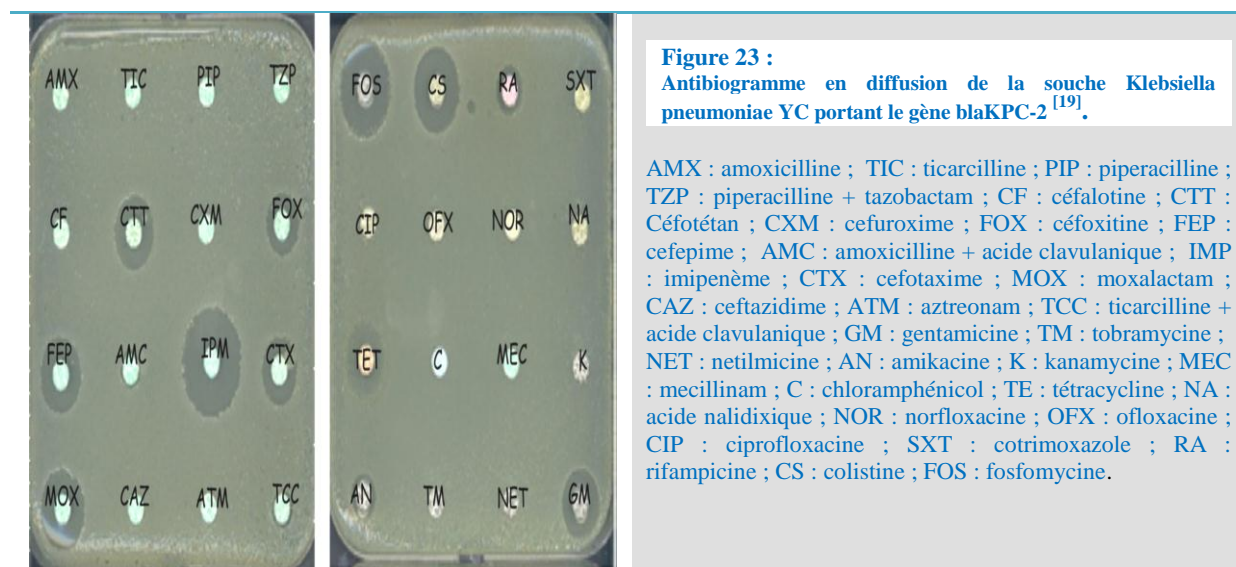 AMX TIC PIP TZP
CF CTT CXM FOX
FEP AMC IPM CTX
MOX CAZ ATM TCC
FOS CS RA SXT
CIP OFX NOR NA
TET C MEC K
AN TM NET GM
Figure 23 :
Antibiogramme en diffusion de la souche Klebsiella
pneumoniae YC portant le gène blaKPC-2 [19].
AMX : amoxicilline ; TIC : ticarcilline ; PIP : piperacilline ;
TZP : piperacilline + tazobactam ; CF : céfalotine ; CTT :
Céfotétan ; CXM : cefuroxime ; FOX : céfoxitine ; FEP :
cefepime ; AMC : amoxicilline + acide clavulanique ; IMP
: imipenème ; CTX : cefotaxime ; MOX : moxalactam ;
CAZ : ceftazidime ; ATM : aztreonam ; TCC : ticarcilline +
acide clavulanique ; GM : gentamicine ; TM : tobramycine ;
NET : netilmicine ; AN : amikacine ; K : kanamycine ; MEC
: mecillinam ; C : chloramphénicol ; TE : tétracycline ; NA :
acide nalidixique ; NOR : norfloxacine ; OFX : ofloxacine ;
CIP : ciprofloxacine ; SXT : cotrimoxazole ; RA :
rifampicine ; CS : colistine ; FOS : fosfomycine.